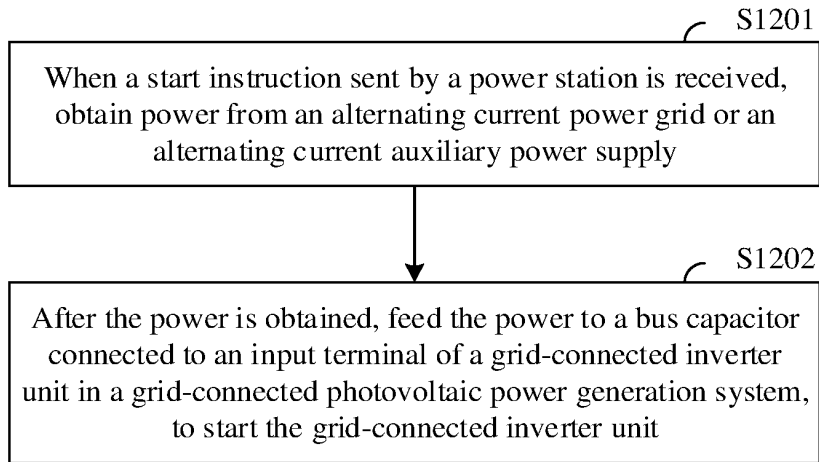 S1201
When a start instruction sent by a power station is received,
obtain power from an alternating current power grid or an
alternating current auxiliary power supply
S1202
After the power is obtained, feed the power to a bus capacitor
connected to an input terminal of a grid-connected inverter
unit in a grid-connected photovoltaic power generation system,
to start the grid-connected inverter unit